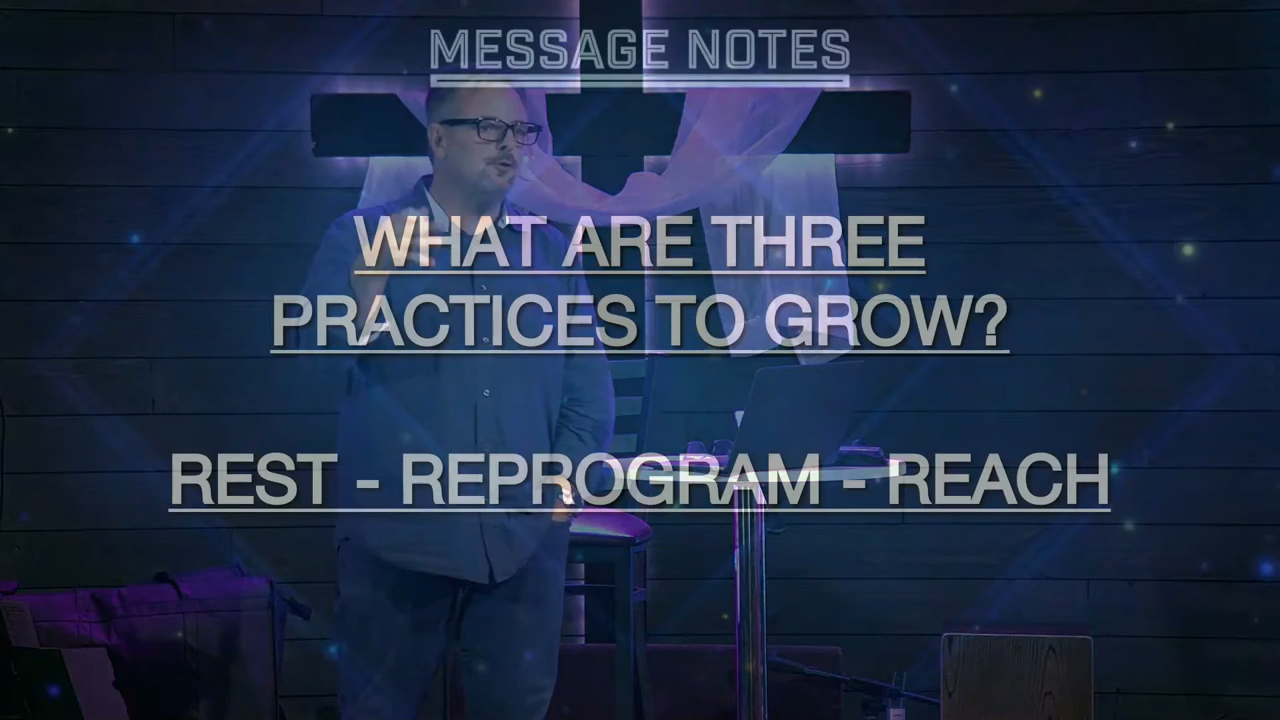 MESSAGE NOTES
WHAT ARE THREE
PRACTICES TO GROW?
REST - REPROGRAM - REACH